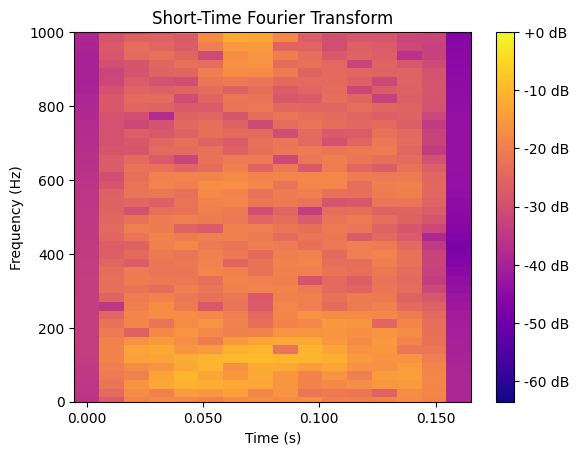 Short-Time Fourier Transform
1000
800
600
400
200
0
Frequency (Hz)
0.000
0.050
0.100
0.150
Time (s)
+0 dB
-10 dB
-20 dB
-30 dB
-40 dB
-50 dB
-60 dB